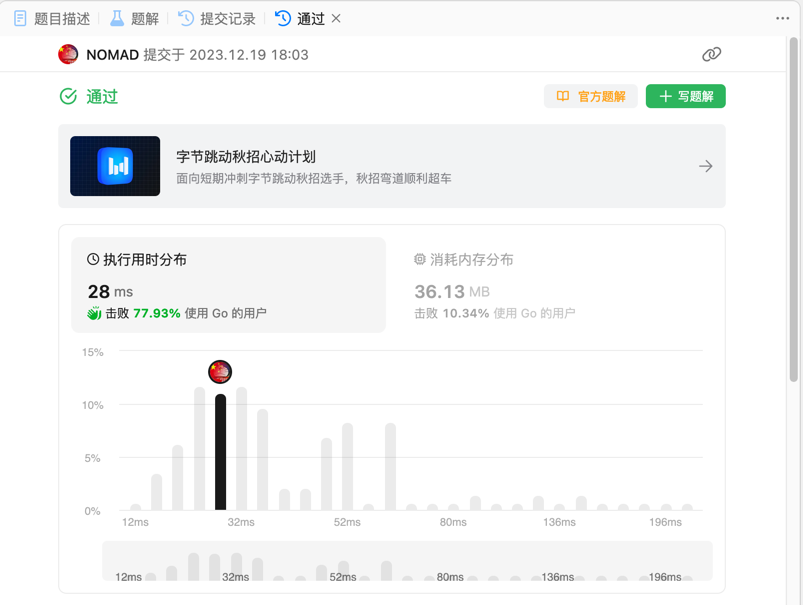 题目描述 题解 提交记录 通过
NOMAD 提交于 2023.12.19 18:03
通过 官方题解 写题解
字节跳动秋招心动计划
面向短期冲刺字节跳动秋招选手，秋招弯道顺利超车
执行用时分布
28 ms
击败 77.93% 使用 Go 的用户
消耗内存分布
36.13 MB
击败 10.34% 使用 Go 的用户
15%
10%
5%
0%
12ms 32ms 52ms 80ms 136ms 196ms
12ms 32ms 52ms 80ms 136ms 196ms